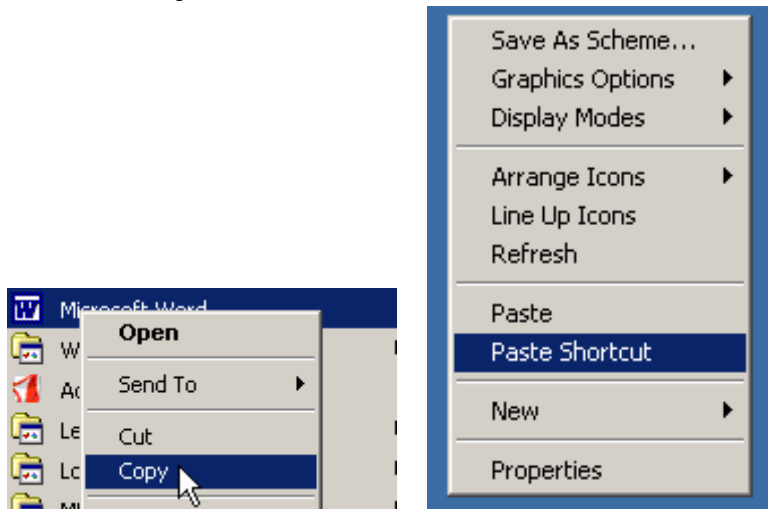 Microsoft Word
Open
Send To
Cut
Copy
Save As Scheme...
Graphics Options
Display Modes
Arrange Icons
Line Up Icons
Refresh
Paste
Paste Shortcut
New
Properties